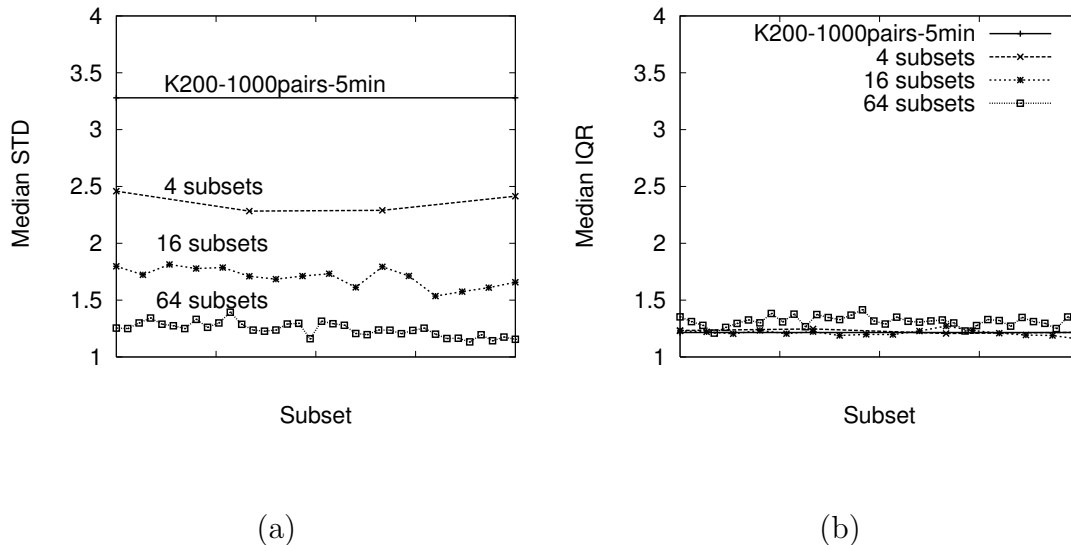 4
3.5
3
2.5
2
1.5
1
Median STD
K200-1000pairs-5min
4 subsets
16 subsets
64 subsets
Subset
(a)
4
3.5
3
2.5
2
1.5
1
Median IQR
K200-1000pairs-5min
4 subsets
16 subsets
64 subsets
Subset
(b)